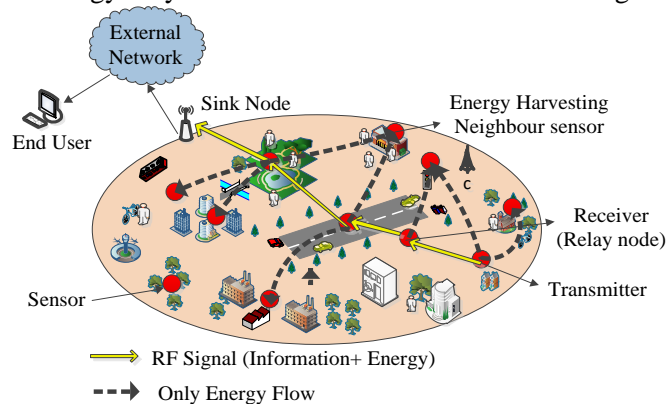 External
Network
Sink Node
End User
Energy Harvesting
Neighbour sensor
C
Receiver
(Relay node)
Transmitter
Sensor
RF Signal (Information+ Energy)
Only Energy Flow